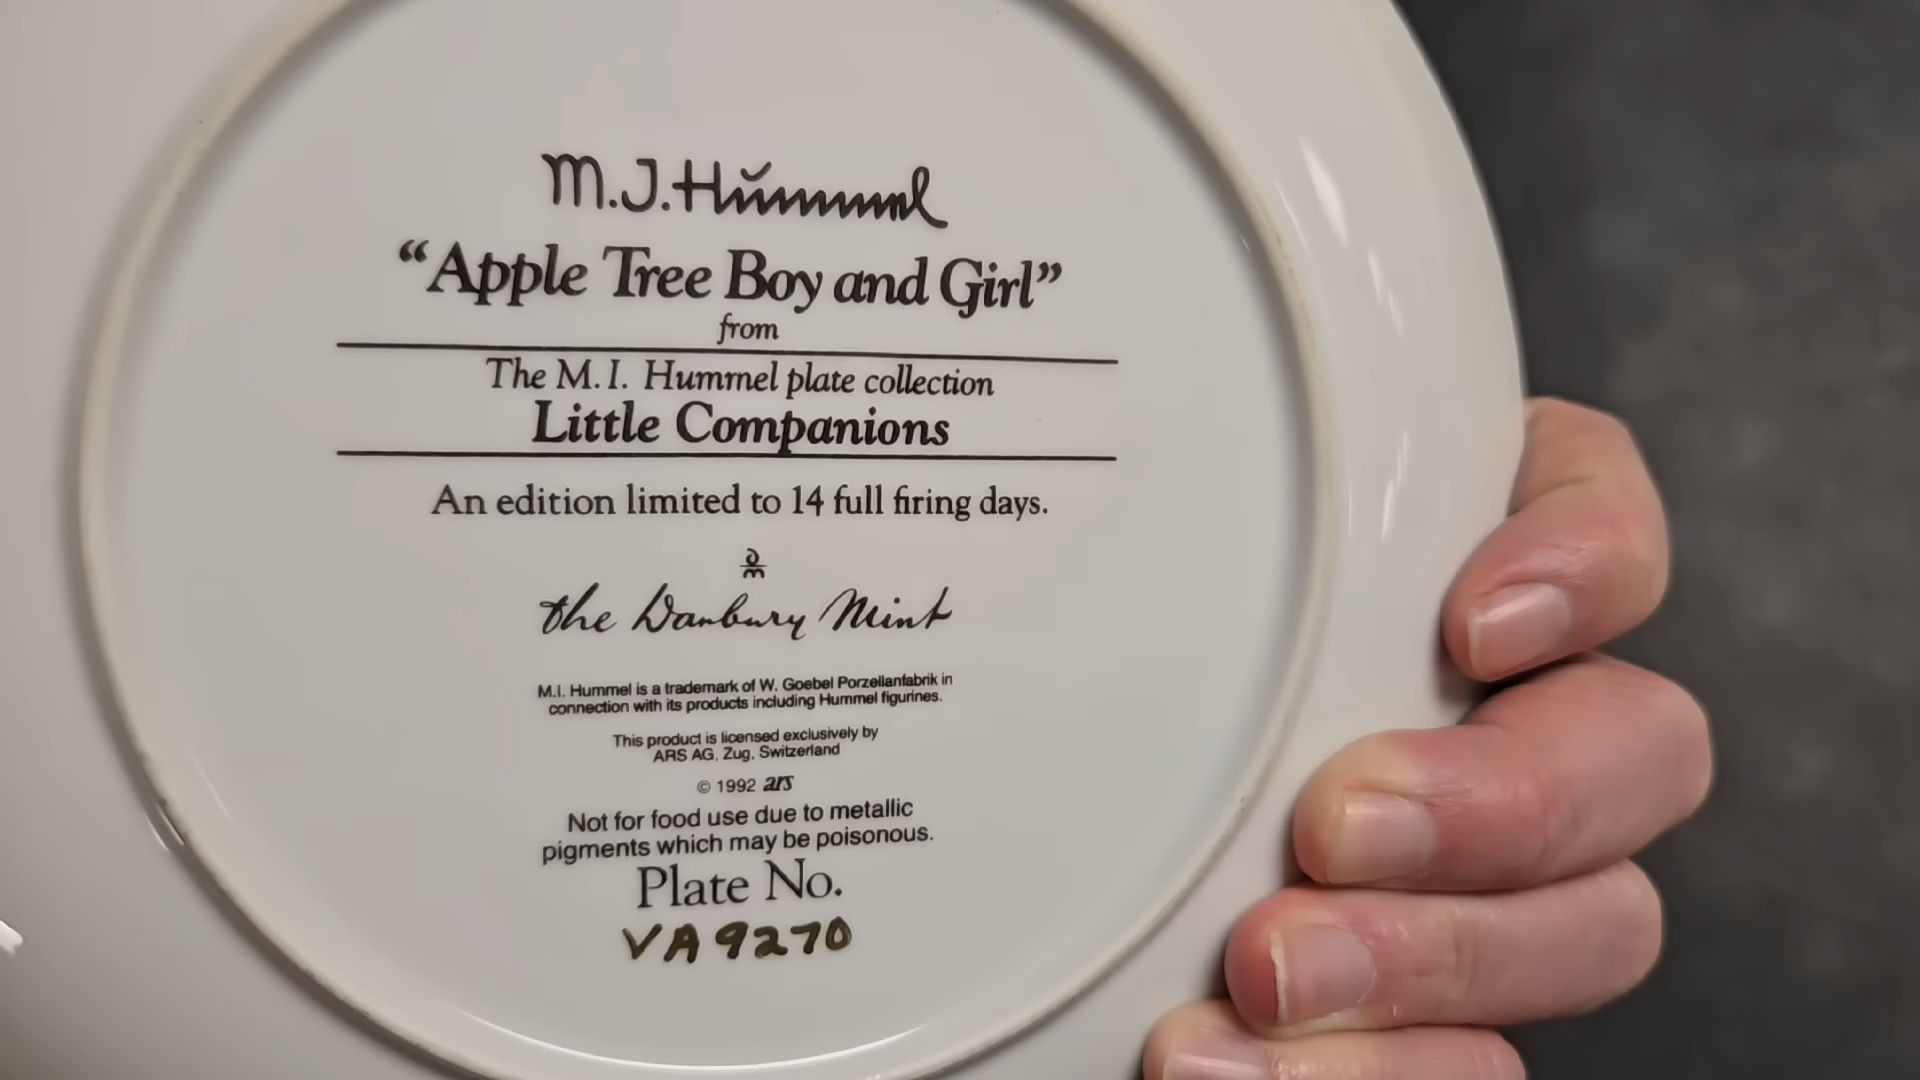 M.J. Hummel
“Apple Tree Boy and Girl”
from
The M. I. Hummel plate collection
Little Companions
An edition limited to 14 full firing days.
the Danbury Mint
M.I. Hummel is a trademark of W. Goebel Porzellanfabrik in
connection with its products including Hummel figurines.
This product is licensed exclusively by
ARS AG, Zug, Switzerland
© 1992 ars
Not for food use due to metallic
pigments which may be poisonous.
Plate No.
VA9270